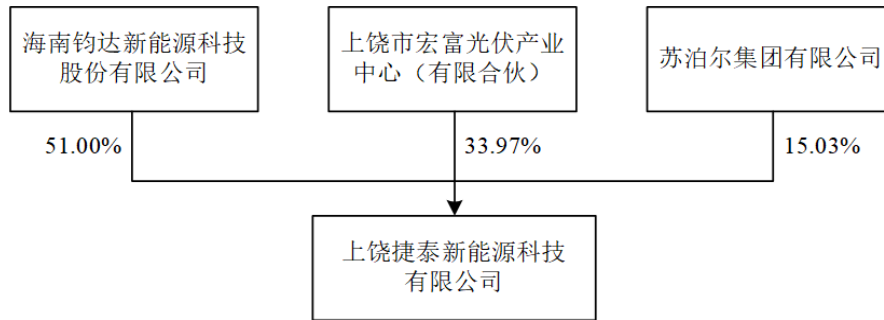 海南钧达新能源科技
股份有限公司
上饶市宏富光伏产业
中心（有限合伙）
苏泊尔集团有限公司
51.00%
33.97%
15.03%
上饶捷泰新能源科技
有限公司